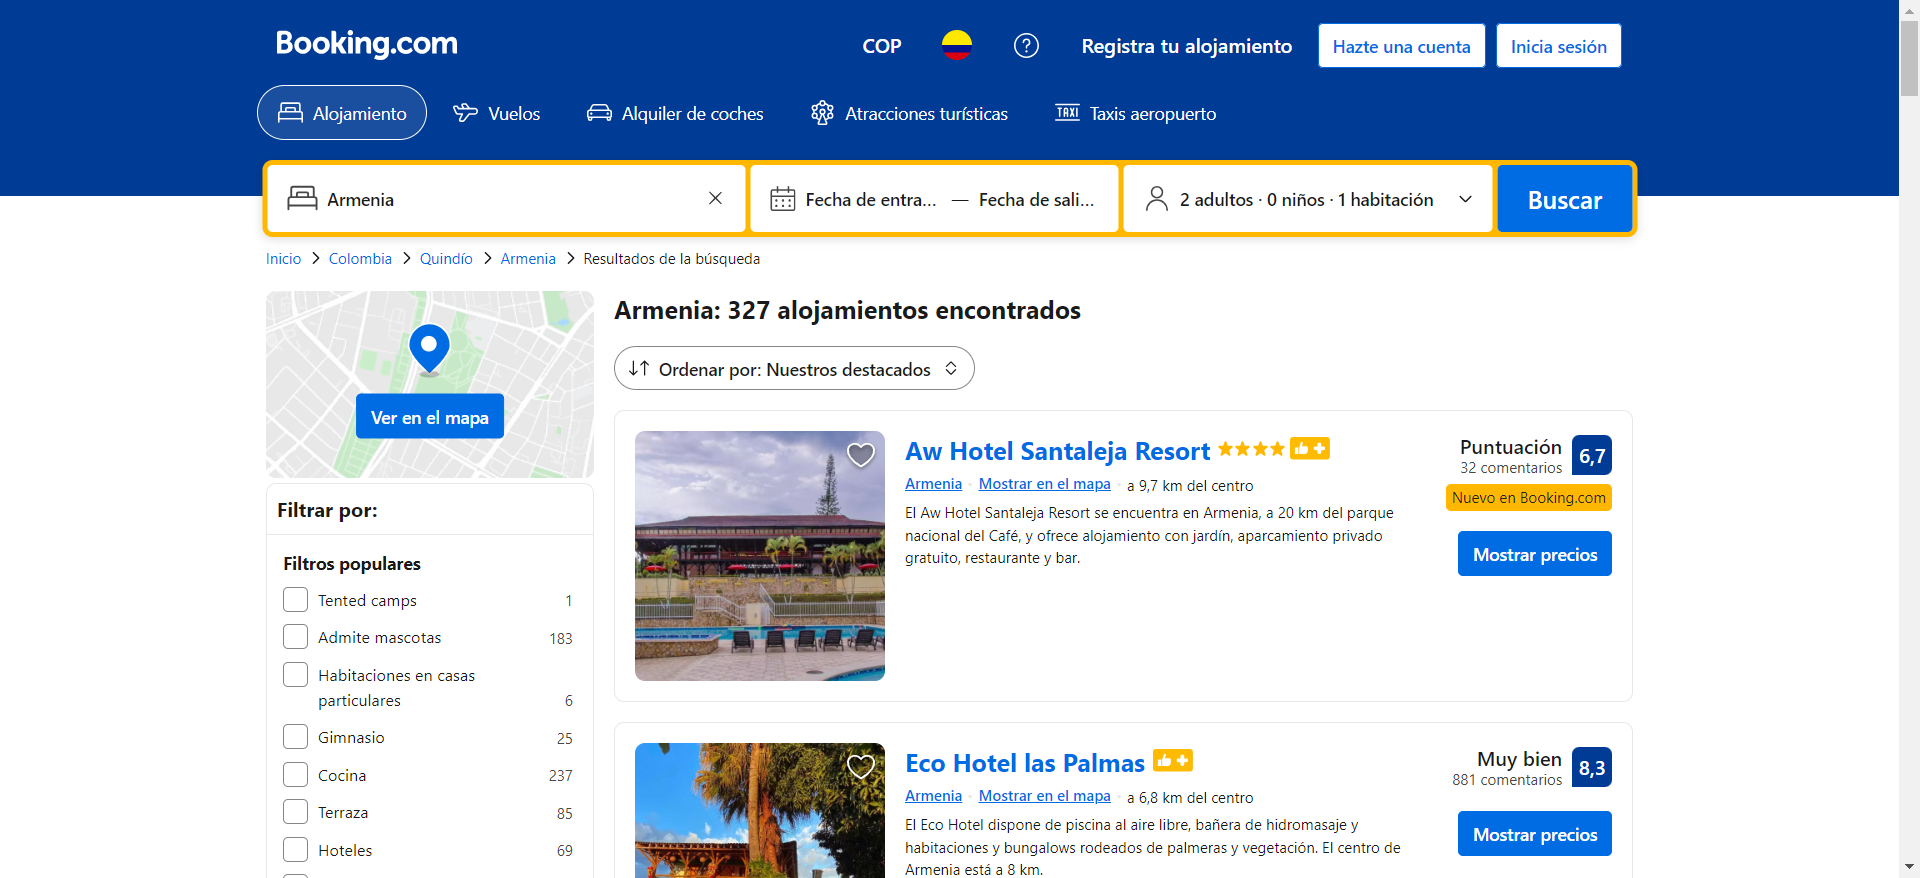 Booking.com
COP
Registra tu alojamiento
Hazte una cuenta
Inicia sesión
Alojamiento
Vuelos
Alquiler de coches
Atracciones turísticas
TAXI
Taxis aeropuerto
Armenia
Fecha de entra... — Fecha de sali...
2 adultos · 0 niños · 1 habitación
Buscar
Inicio > Colombia > Quindío > Armenia > Resultados de la búsqueda
Ver en el mapa
Filtrar por:
Filtros populares
Tented camps 1
Admite mascotas 183
Habitaciones en casas
particulares 6
Gimnasio 25
Cocina 237
Terraza 85
Hoteles 69
Armenia: 327 alojamientos encontrados
Ordenar por: Nuestros destacados
Aw Hotel Santaleja Resort
Armenia · Mostrar en el mapa · a 9,7 km del centro
El Aw Hotel Santaleja Resort se encuentra en Armenia, a 20 km del parque
nacional del Café, y ofrece alojamiento con jardín, aparcamiento privado
gratuito, restaurante y bar.
Puntuación
32 comentarios
6,7
Nuevo en Booking.com
Mostrar precios
Eco Hotel las Palmas
Armenia · Mostrar en el mapa · a 6,8 km del centro
El Eco Hotel dispone de piscina al aire libre, bañera de hidromasaje y
habitaciones y bungalows rodeados de palmeras y vegetación. El centro de
Armenia está a 8 km.
Muy bien
881 comentarios
8,3
Mostrar precios